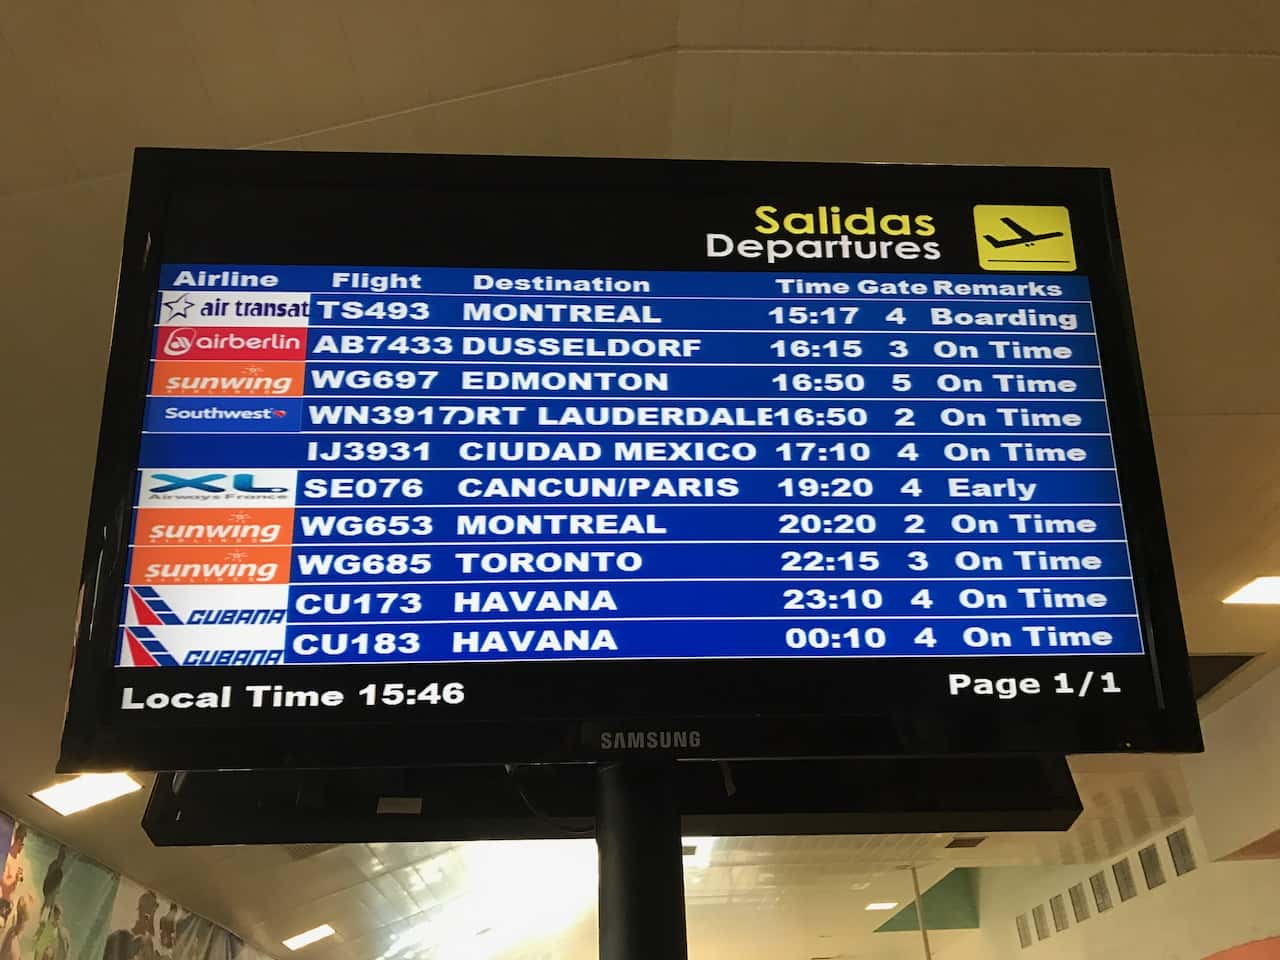 Salidas
Departures
Airline Flight Destination Time Gate Remarks
air transat TS493 MONTREAL 15:17 4 Boarding
airberlin AB7433 DUSSELDORF 16:15 3 On Time
sunwing AIRLINES WG697 EDMONTON 16:50 5 On Time
Southwest WN3917 ORT LAUDERDALE 16:50 2 On Time
IJ3931 CIUDAD MEXICO 17:10 4 On Time
XL Airways France SE076 CANCUN/PARIS 19:20 4 Early
sunwing AIRLINES WG653 MONTREAL 20:20 2 On Time
sunwing AIRLINES WG685 TORONTO 22:15 3 On Time
CUBANA CU173 HAVANA 23:10 4 On Time
CUBANA CU183 HAVANA 00:10 4 On Time
Local Time 15:46 Page 1/1
SAMSUNG